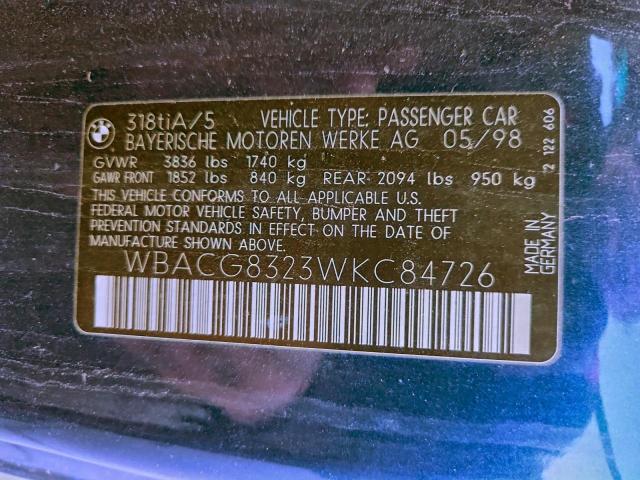 BMW
318tiA/5 VEHICLE TYPE: PASSENGER CAR
BAYERISCHE MOTOREN WERKE AG 05/98
GVWR 3836 lbs 1740 kg
GAWR FRONT 1852 lbs 840 kg REAR: 2094 lbs 950 kg
THIS VEHICLE CONFORMS TO ALL APPLICABLE U.S.
FEDERAL MOTOR VEHICLE SAFETY, BUMPER AND THEFT
PREVENTION STANDARDS IN EFFECT ON THE DATE OF
MANUFACTURE SHOWN ABOVE.
WBACG8323WKC84726
MADE IN GERMANY
2 122 606